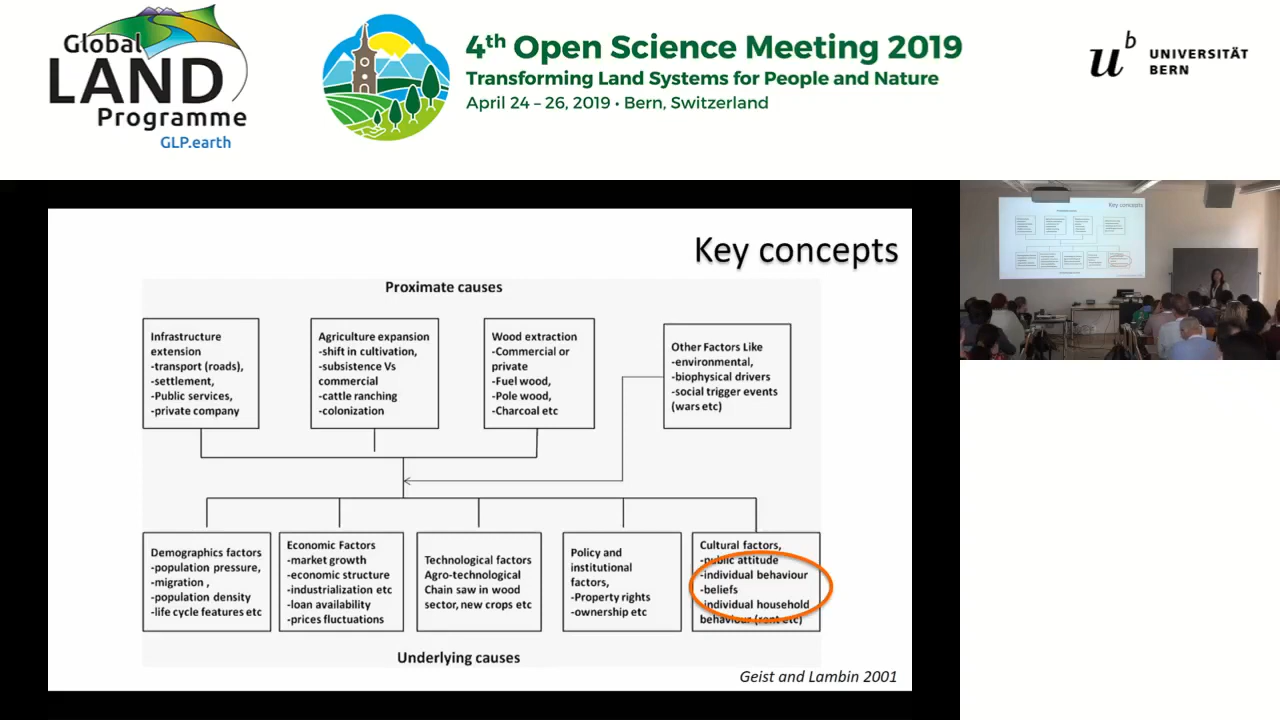 Global
LAND
Programme
GLP.earth
4th Open Science Meeting 2019
Transforming Land Systems for People and Nature
April 24 – 26, 2019 • Bern, Switzerland
u b
UNIVERSITÄT
BERN
Key concepts
Proximate causes
Infrastructure
extension
-transport (roads),
-settlement,
-Public services,
-private company
Agriculture expansion
-shift in cultivation,
-subsistence Vs
commercial
-cattle ranching
-colonization
Wood extraction
-Commercial or
private
-Fuel wood,
-Pole wood,
-Charcoal etc
Other Factors Like
-environmental,
-biophysical drivers
-social trigger events
(wars etc)
Demographics factors
-population pressure,
-migration ,
-population density
-life cycle features etc
Economic Factors
-market growth
-economic structure
-industrialization etc
-loan availability
-prices fluctuations
Technological factors
Agro-technological
Chain saw in wood
sector, new crops etc
Policy and
institutional
factors,
-Property rights
-ownership etc
Cultural factors,
-public attitude
-individual behaviour
-beliefs
-individual household
behaviour (rent etc)
Underlying causes
Geist and Lambin 2001
Key concepts